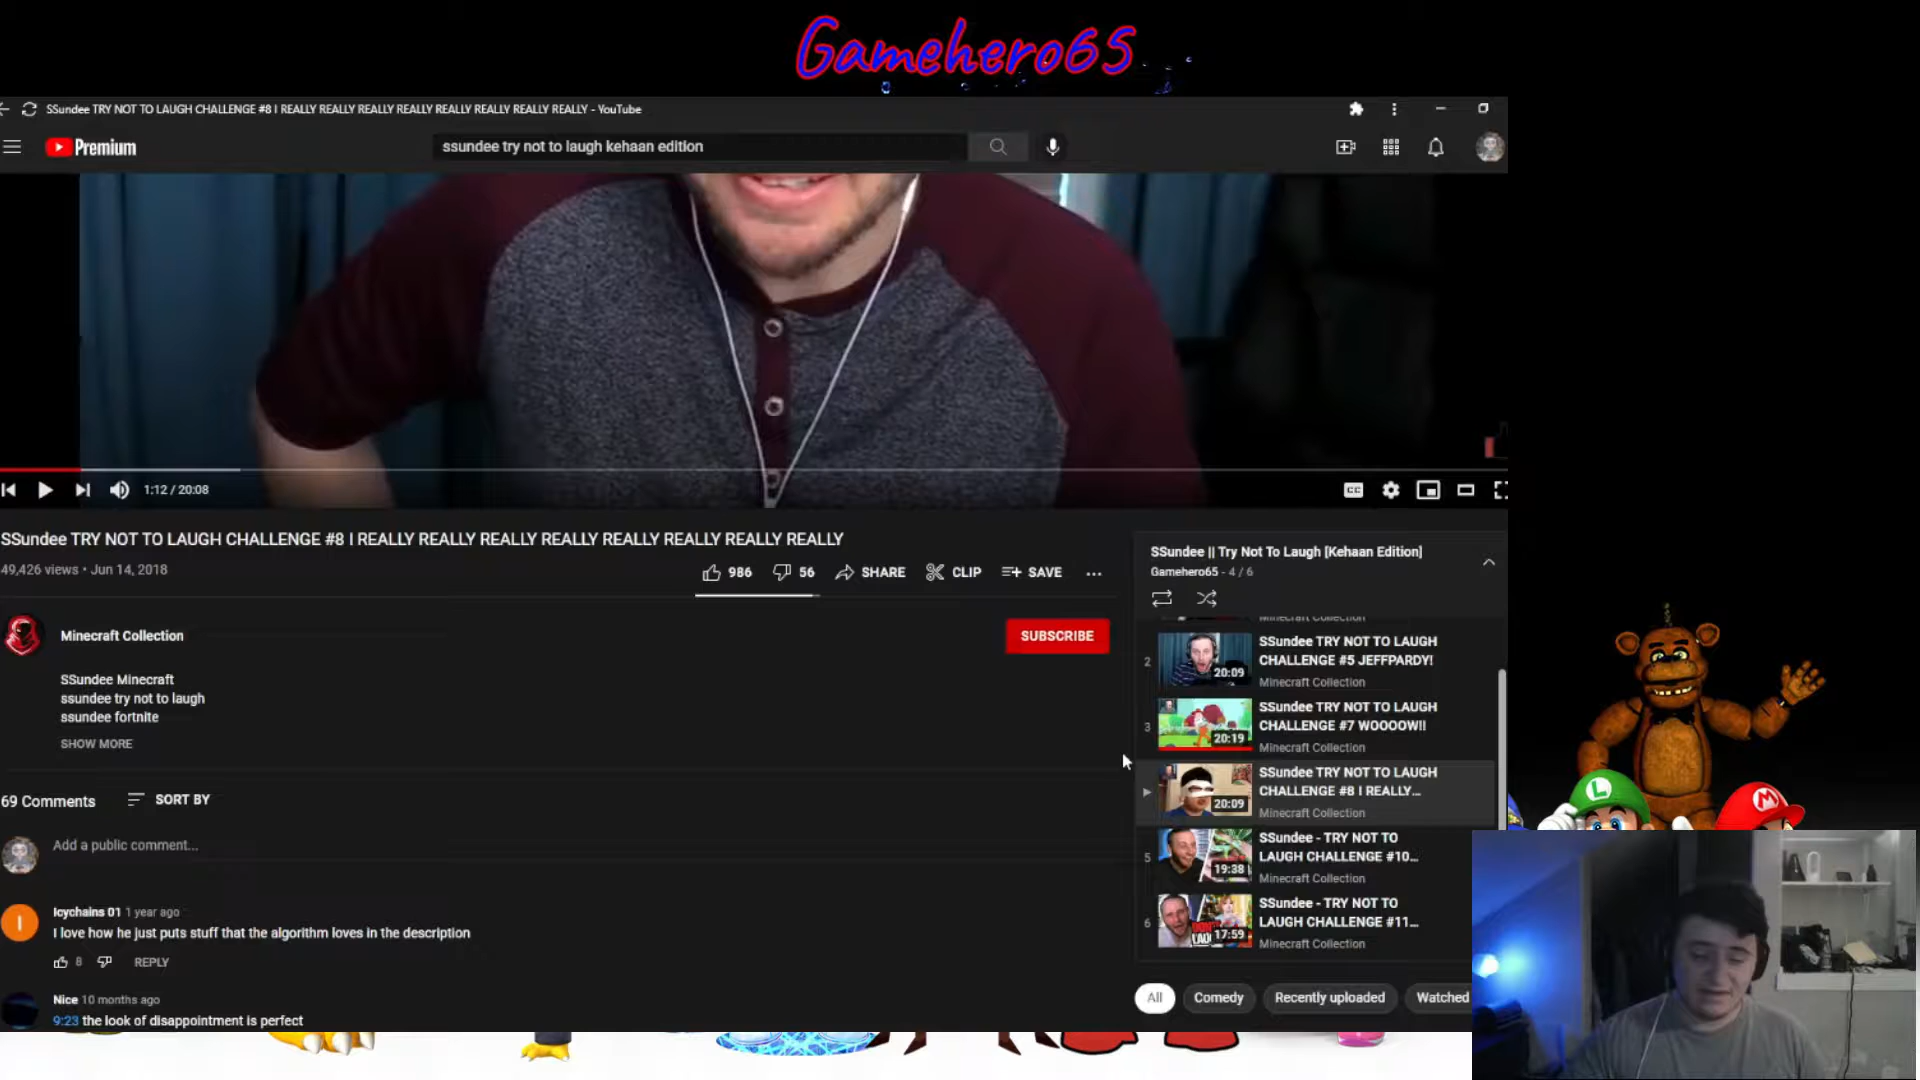 Gamehero65
SSundee TRY NOT TO LAUGH CHALLENGE #8 I REALLY REALLY REALLY REALLY REALLY REALLY REALLY REALLY - YouTube
Premium
ssundee try not to laugh kehaan edition
1:12 / 20:08
CC
SSundee TRY NOT TO LAUGH CHALLENGE #8 I REALLY REALLY REALLY REALLY REALLY REALLY REALLY REALLY
49,426 views • Jun 14, 2018
986
56
SHARE
CLIP
SAVE
Minecraft Collection
SUBSCRIBE
SSundee Minecraft
ssundee try not to laugh
ssundee fortnite
SHOW MORE
69 Comments
SORT BY
Add a public comment...
I
Icychains 01 1 year ago
I love how he just puts stuff that the algorithm loves in the description
8
REPLY
Nice 10 months ago
9:23 the look of disappointment is perfect
SSundee || Try Not To Laugh [Kehaan Edition]
Gamehero65 - 4 / 6
Minecraft Collection
2
20:09
SSundee TRY NOT TO LAUGH
CHALLENGE #5 JEFFPARDY!
Minecraft Collection
3
20:19
SSundee TRY NOT TO LAUGH
CHALLENGE #7 WOOOOW!!
Minecraft Collection
20:09
SSundee TRY NOT TO LAUGH
CHALLENGE #8 I REALLY...
Minecraft Collection
5
19:38
SSundee - TRY NOT TO
LAUGH CHALLENGE #10...
Minecraft Collection
6
17:59
SSundee - TRY NOT TO
LAUGH CHALLENGE #11...
Minecraft Collection
All
Comedy
Recently uploaded
Watched
L
M